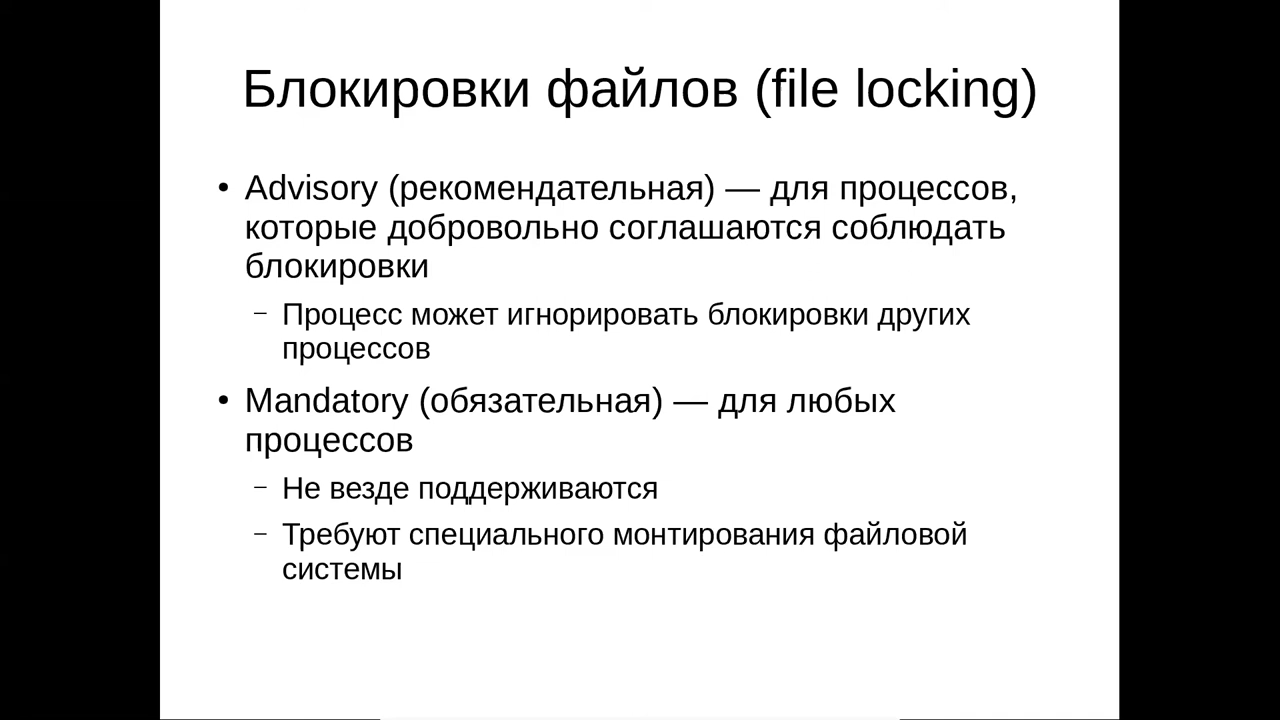 Блокировки файлов (file locking)
• Advisory (рекомендательная) — для процессов,
которые добровольно соглашаются соблюдать
блокировки
– Процесс может игнорировать блокировки других
процессов
• Mandatory (обязательная) — для любых
процессов
– Не везде поддерживаются
– Требуют специального монтирования файловой
системы